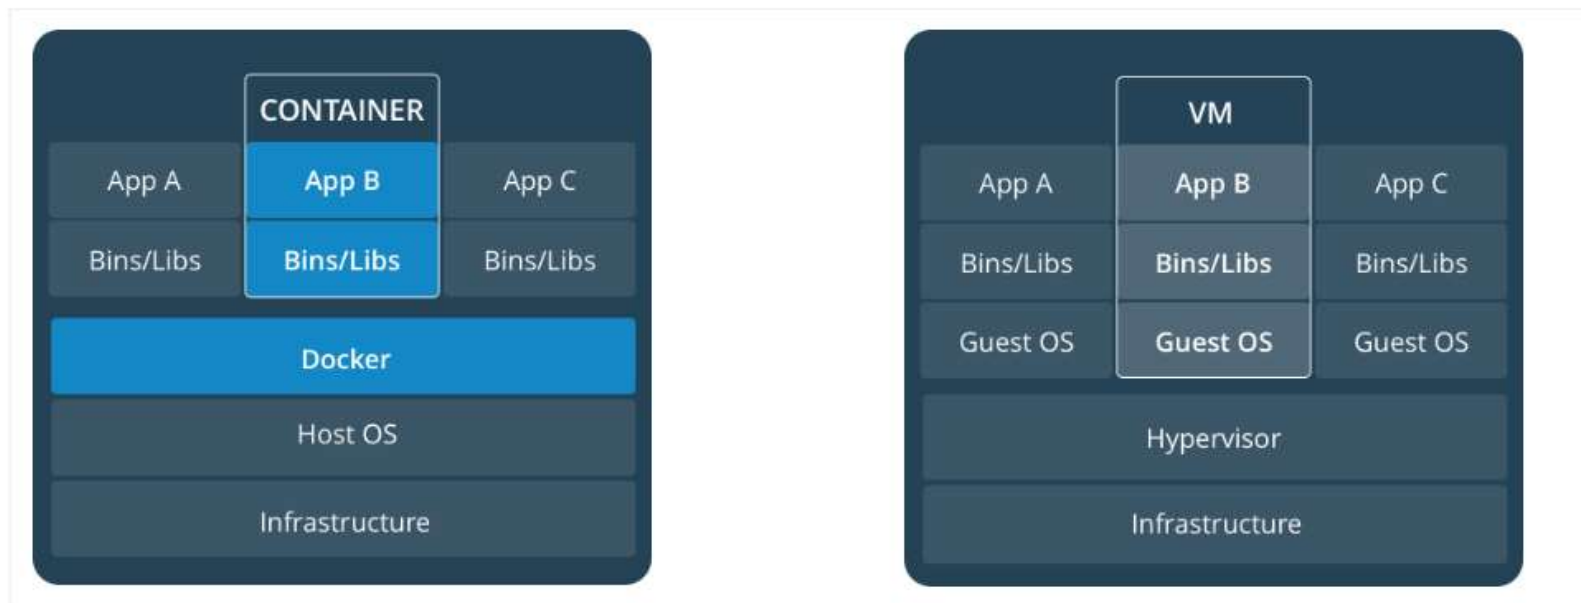 CONTAINER
App A
App B
App C
Bins/Libs
Bins/Libs
Bins/Libs
Docker
Host OS
Infrastructure
VM
App A
App B
App C
Bins/Libs
Bins/Libs
Bins/Libs
Guest OS
Guest OS
Guest OS
Hypervisor
Infrastructure